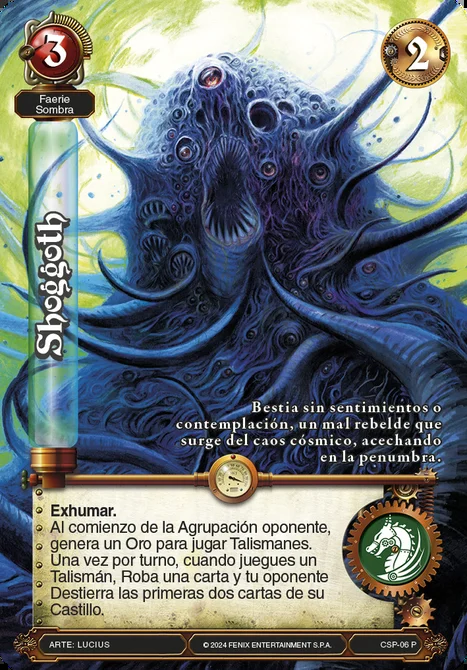 3
2
Faerie
Sombra
Shoggoth
Bestia sin sentimientos o
contemplación, un mal rebelde que
surge del caos cósmico, acechando
en la penumbra.
Exhumar.
Al comienzo de la Agrupación oponente,
genera un Oro para jugar Talismanes.
Una vez por turno, cuando juegues un
Talismán, Roba una carta y tu oponente
Destierra las primeras dos cartas de su
Castillo.
ARTE: LUCIUS
© 2024 FENIX ENTERTAINMENT S.P.A.
CSP-06 P